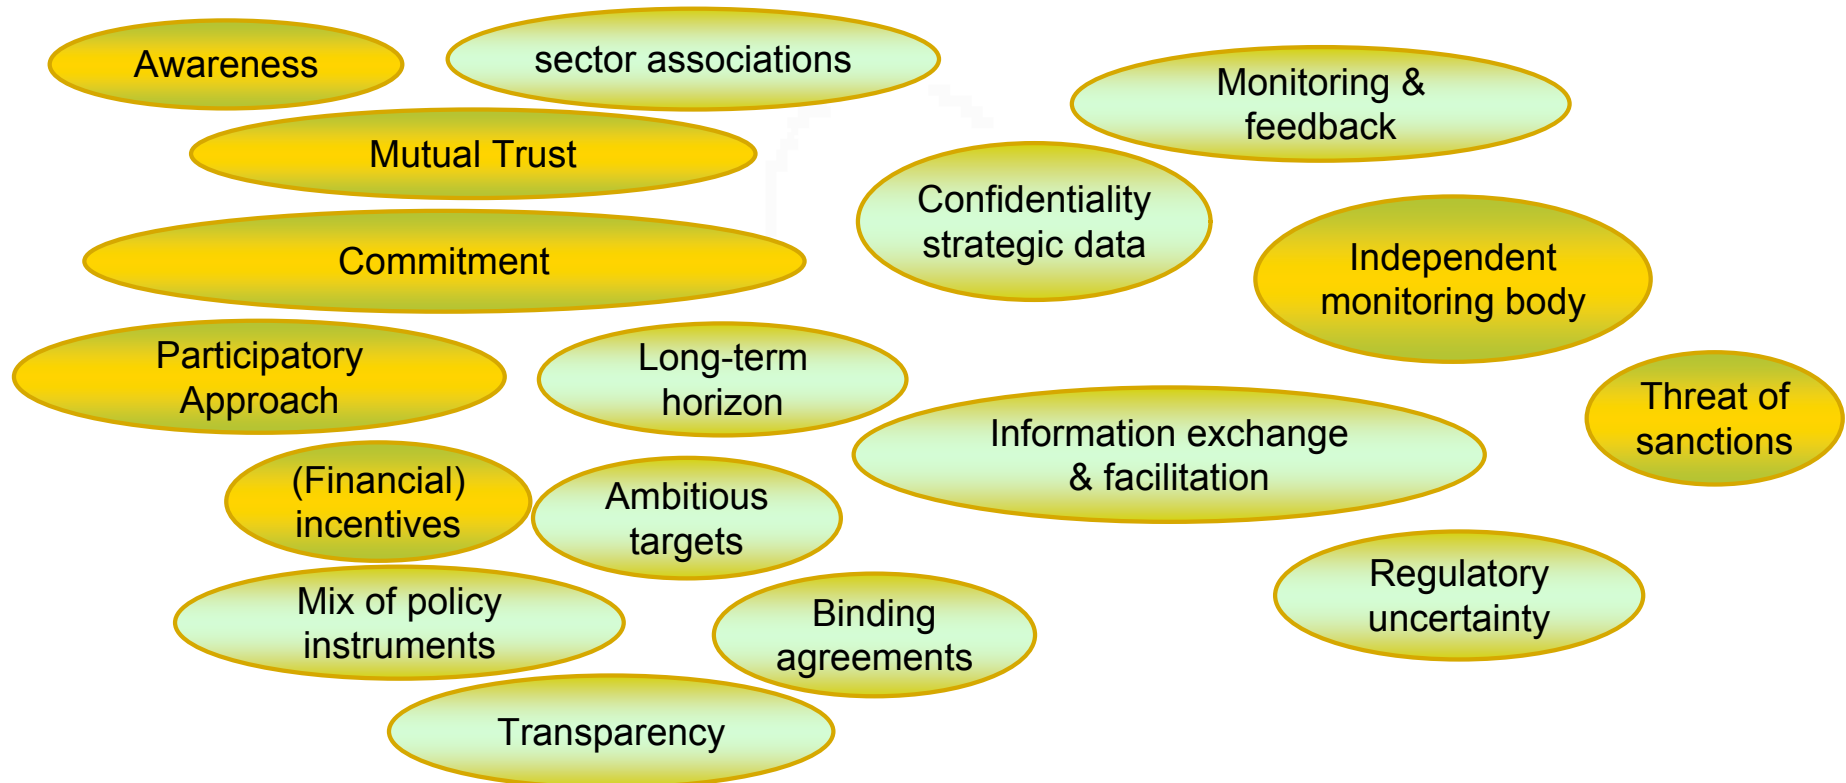 Awareness
sector associations
Monitoring &
feedback
Mutual Trust
Confidentiality
strategic data
Commitment
Independent
monitoring body
Participatory
Approach
Long-term
horizon
Threat of
sanctions
Information exchange
& facilitation
(Financial)
incentives
Ambitious
targets
Regulatory
uncertainty
Mix of policy
instruments
Binding
agreements
Transparency